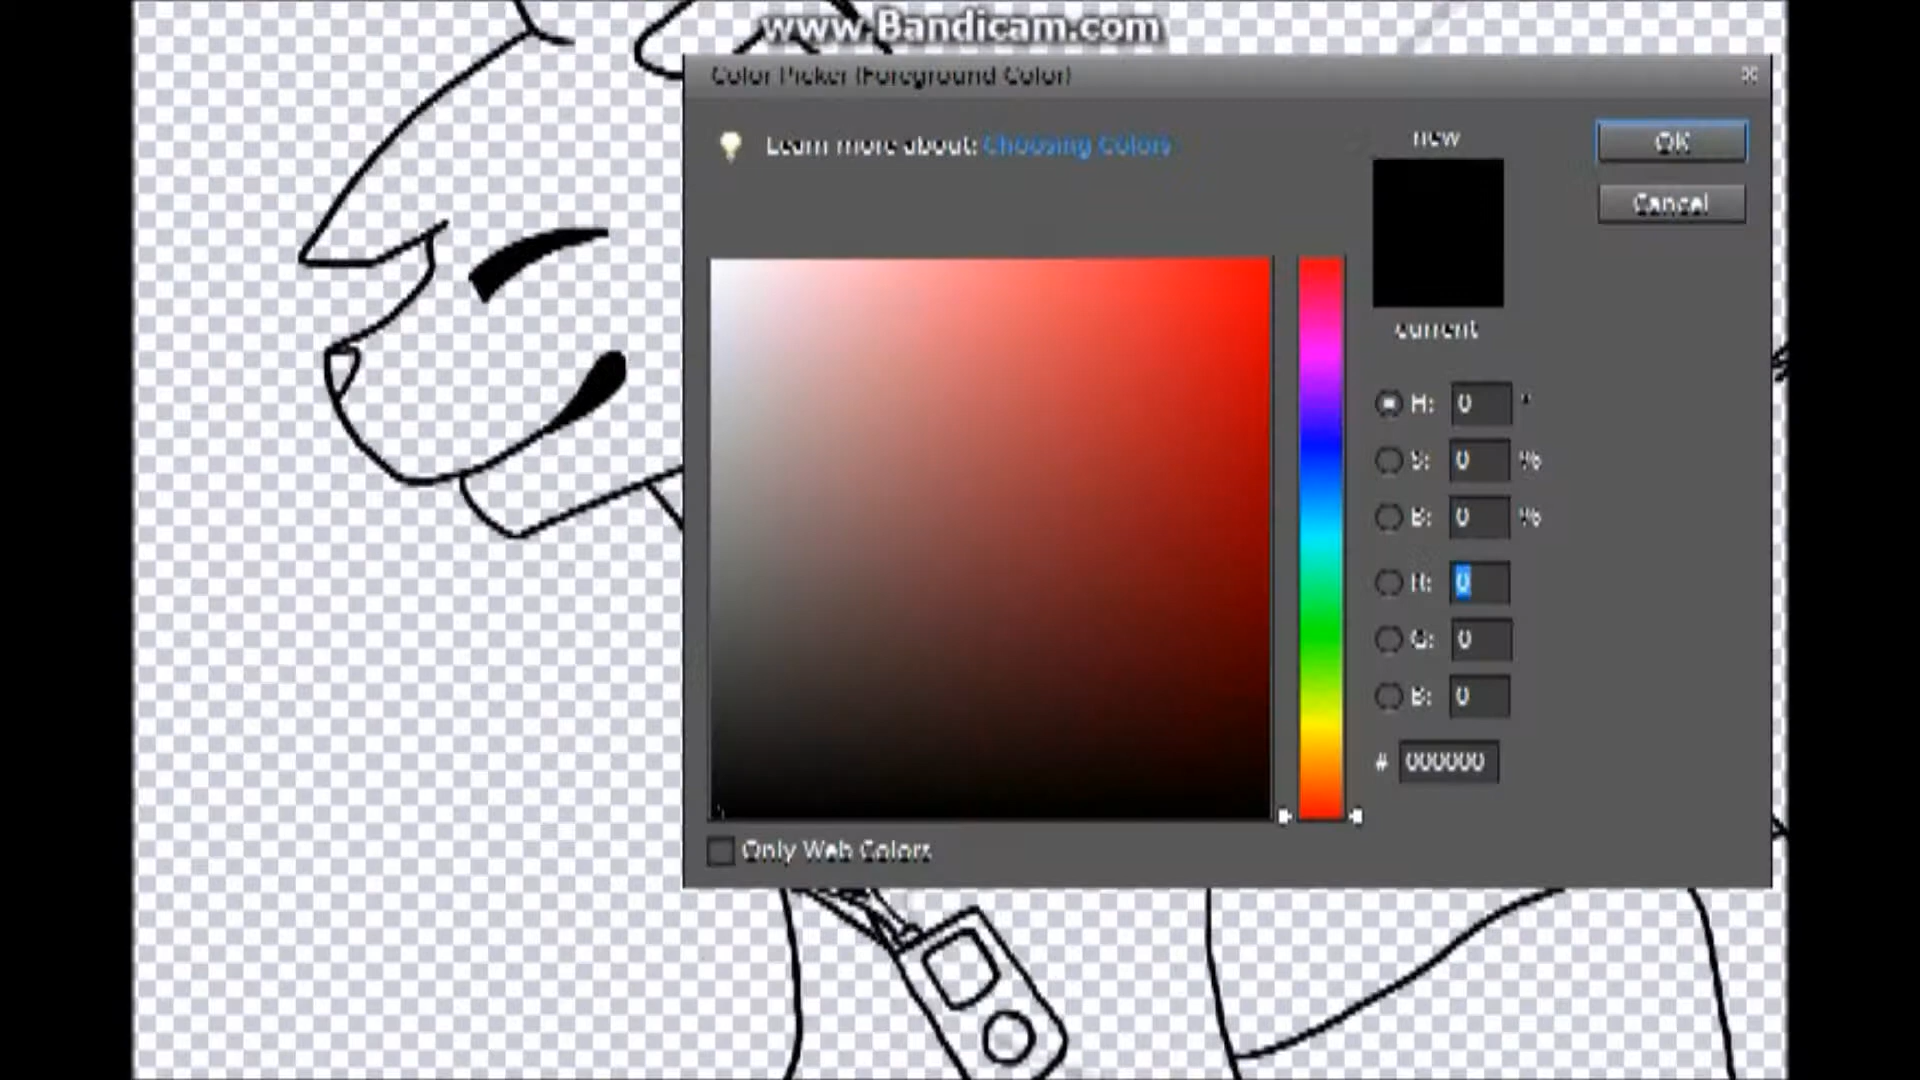 www.Bandicam.com
Color Picker (Foreground Color)
Learn more about: Choosing Colors
new
OK
Cancel
current
H: 0 °
S: 0 %
B: 0 %
R: 0
G: 0
B: 0
# 000000
Only Web Colors